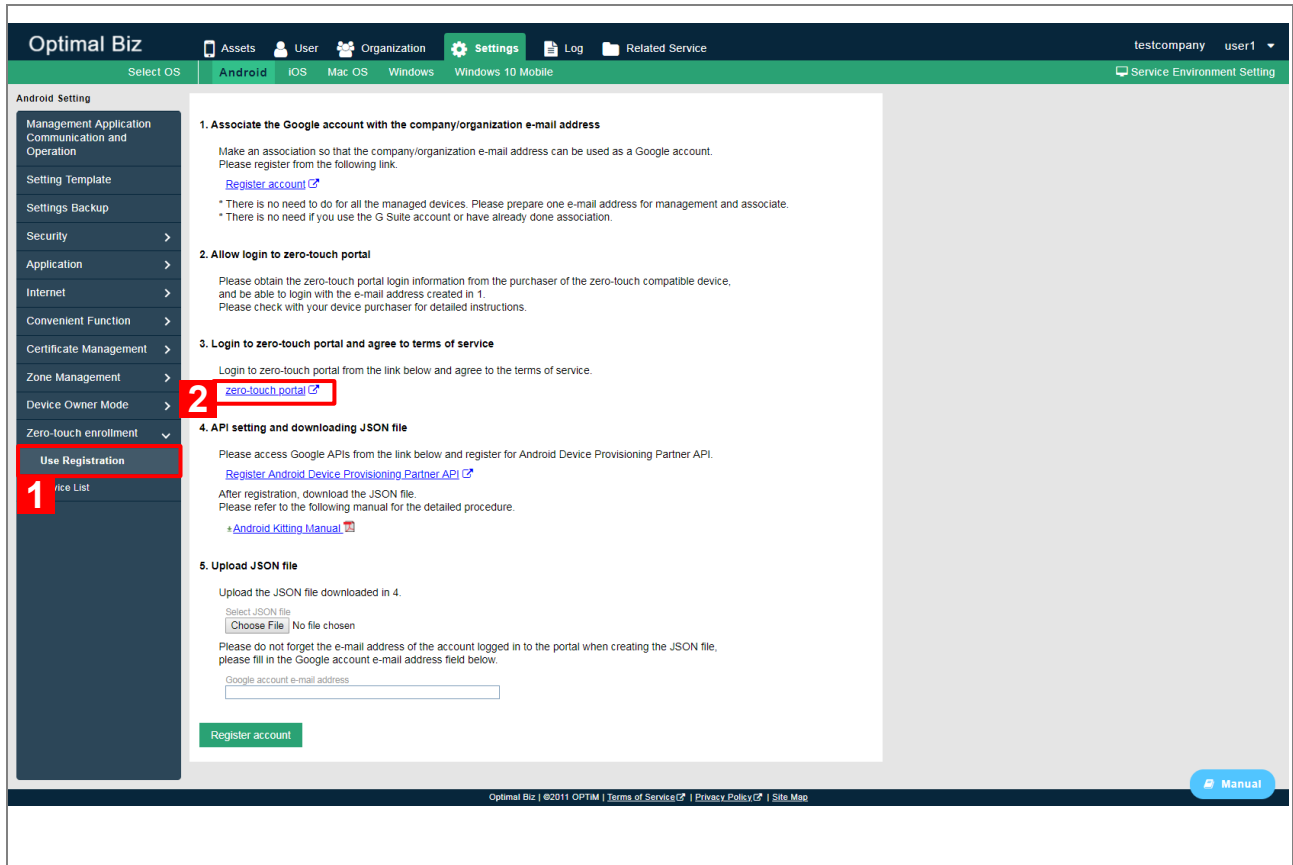 Optimal Biz
Assets User Organization Settings Log Related Service
testcompany user1
Select OS Android iOS Mac OS Windows Windows 10 Mobile
Service Environment Setting
Android Setting
Management Application
Communication and
Operation
Setting Template
Settings Backup
Security
Application
Internet
Convenient Function
Certificate Management
Zone Management
Device Owner Mode
Zero-touch enrollment
Use Registration
1
vice List
1. Associate the Google account with the company/organization e-mail address
Make an association so that the company/organization e-mail address can be used as a Google account.
Please register from the following link.
Register account
* There is no need to do for all the managed devices. Please prepare one e-mail address for management and associate.
* There is no need if you use the G Suite account or have already done association.
2. Allow login to zero-touch portal
Please obtain the zero-touch portal login information from the purchaser of the zero-touch compatible device,
and be able to login with the e-mail address created in 1.
Please check with your device purchaser for detailed instructions.
3. Login to zero-touch portal and agree to terms of service
Login to zero-touch portal from the link below and agree to the terms of service.
2
zero-touch portal
4. API setting and downloading JSON file
Please access Google APIs from the link below and register for Android Device Provisioning Partner API.
Register Android Device Provisioning Partner API
After registration, download the JSON file.
Please refer to the following manual for the detailed procedure.
Android Kitting Manual
5. Upload JSON file
Upload the JSON file downloaded in 4.
Select JSON file
Choose File No file chosen
Please do not forget the e-mail address of the account logged in to the portal when creating the JSON file,
please fill in the Google account e-mail address field below.
Google account e-mail address
Register account
Manual
Optimal Biz | ©2011 OPTiM | Terms of Service | Privacy Policy | Site Map